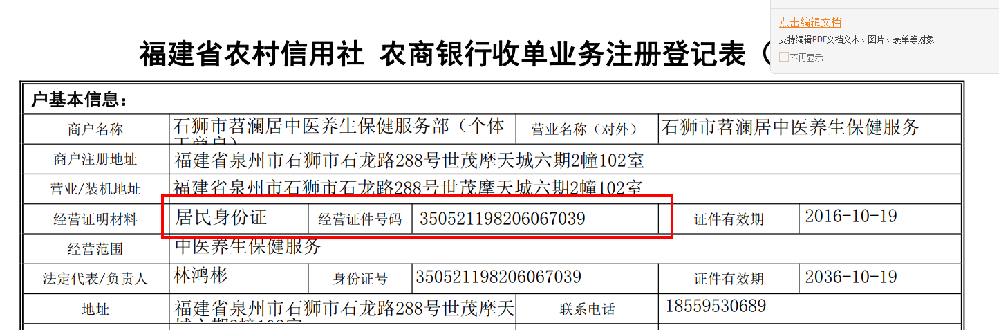 点击编辑文档
支持编辑PDF文档文本、图片、表单等对象
不再显示
福建省农村信用社 农商银行收单业务注册登记表（
户基本信息：
商户名称 石狮市苕澜居中医养生保健服务部（个体 营业名称（对外） 石狮市苕澜居中医养生保健服务
工商户）
商户注册地址 福建省泉州市石狮市石龙路288号世茂摩天城六期2幢102室
营业/装机地址 福建省泉州市石狮市石龙路288号世茂摩天城六期2幢102室
经营证明材料 居民身份证 经营证件号码 350521198206067039 证件有效期 2016-10-19
经营范围 中医养生保健服务
法定代表/负责人 林鸿彬 身份证号 350521198206067039 证件有效期 2036-10-19
地址 福建省泉州市石狮市石龙路288号世茂摩天 联系电话 18559530689
城六期2幢102室